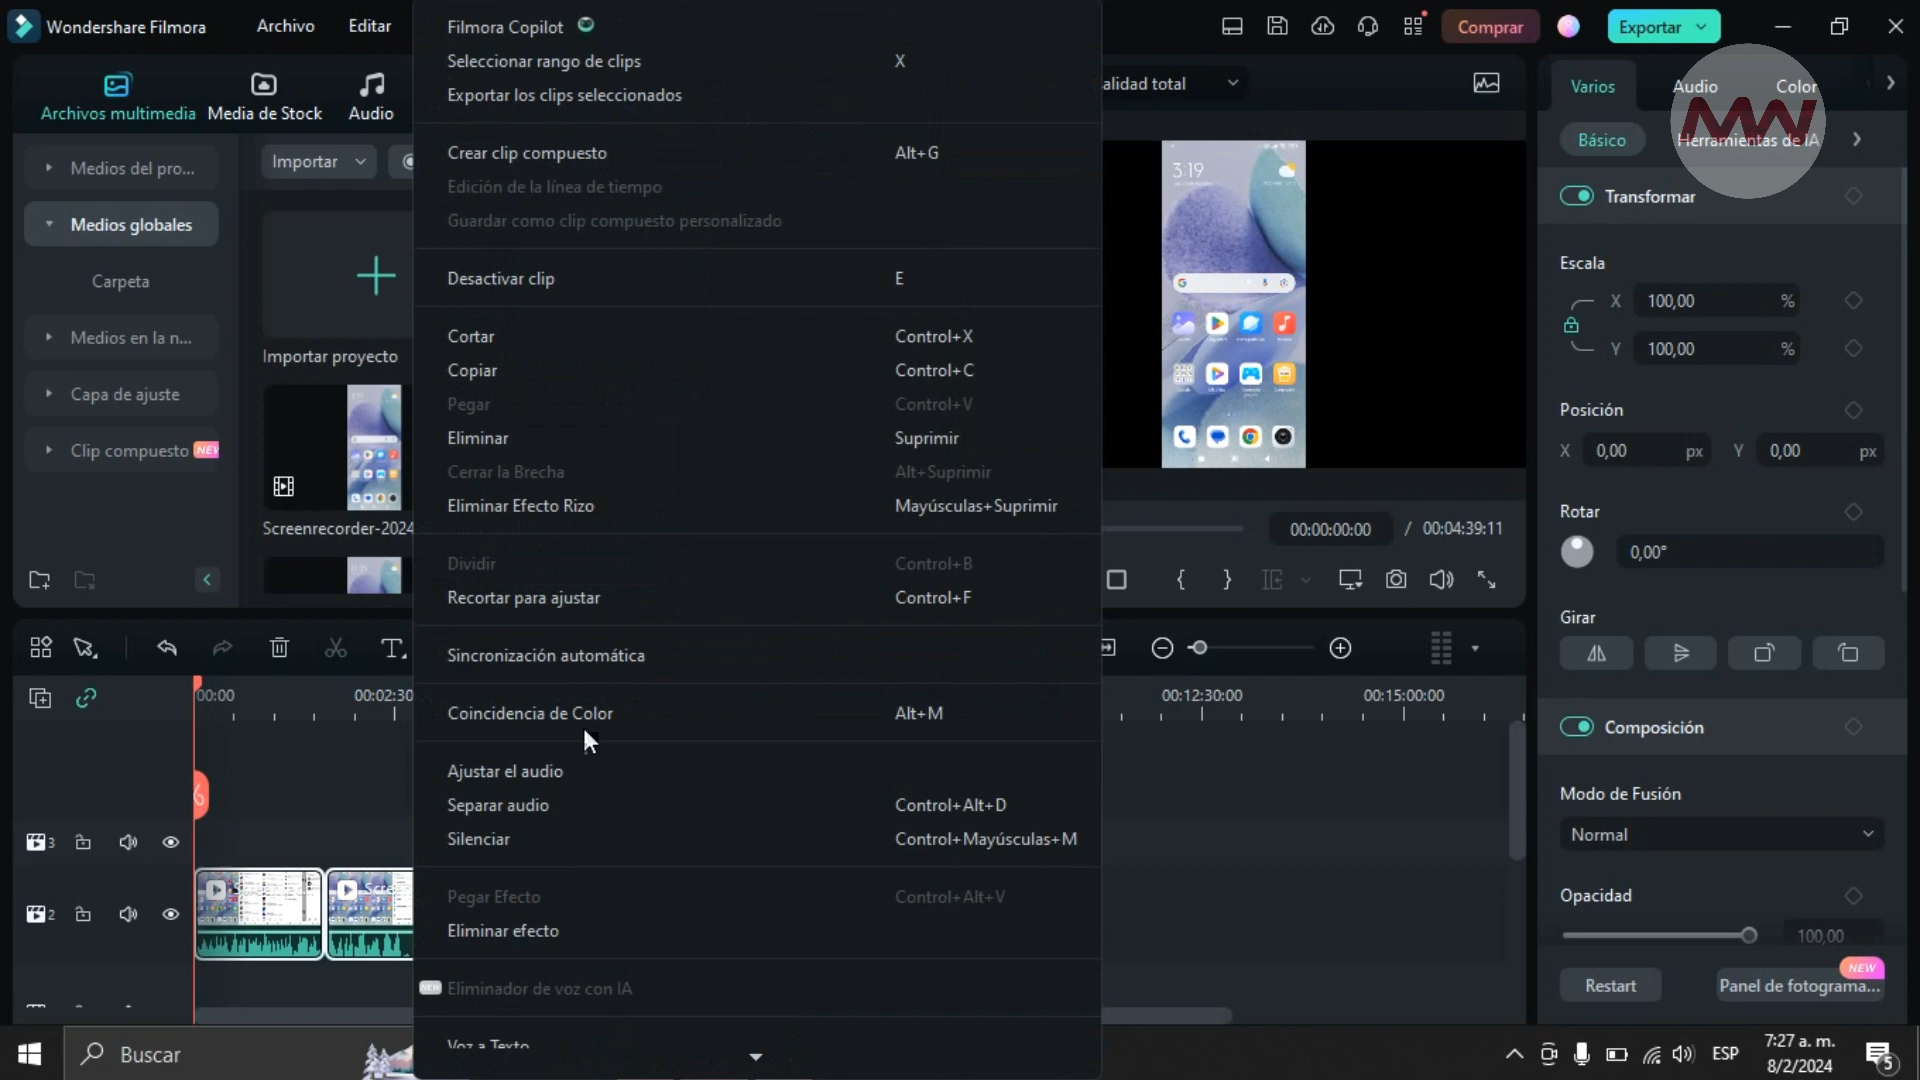 Wondershare Filmora
Archivo
Editar
Comprar
Exportar
Archivos multimedia
Media de Stock
Audio
Medios del pro...
Medios globales
Carpeta
Medios en la n...
Capa de ajuste
Clip compuesto
NEW
Importar
Importar proyecto
Screenrecorder-2024
Filmora Copilot
Seleccionar rango de clips X
Exportar los clips seleccionados
Crear clip compuesto Alt+G
Edición de la línea de tiempo
Guardar como clip compuesto personalizado
Desactivar clip E
Cortar Control+X
Copiar Control+C
Pegar Control+V
Eliminar Suprimir
Cerrar la Brecha Alt+Suprimir
Eliminar Efecto Rizo Mayúsculas+Suprimir
Dividir Control+B
Recortar para ajustar Control+F
Sincronización automática
Coincidencia de Color Alt+M
Ajustar el audio
Separar audio Control+Alt+D
Silenciar Control+Mayúsculas+M
Pegar Efecto Control+Alt+V
Eliminar efecto
Eliminador de voz con IA
Voz a Texto
alidad total
3:19
00:00:00:00 / 00:04:39:11
Varios
Audio
Color
MW
Básico
Herramientas de IA
Transformar
Escala
X 100,00 %
Y 100,00 %
Posición
X 0,00 px Y 0,00 px
Rotar
0,00°
Girar
Composición
Modo de Fusión
Normal
Opacidad
100,00
NEW
Restart
Panel de fotograma...
00:00
00:02:30
00:12:30:00
00:15:00:00
3
2
Buscar
ESP
7:27 a. m.
8/2/2024
5